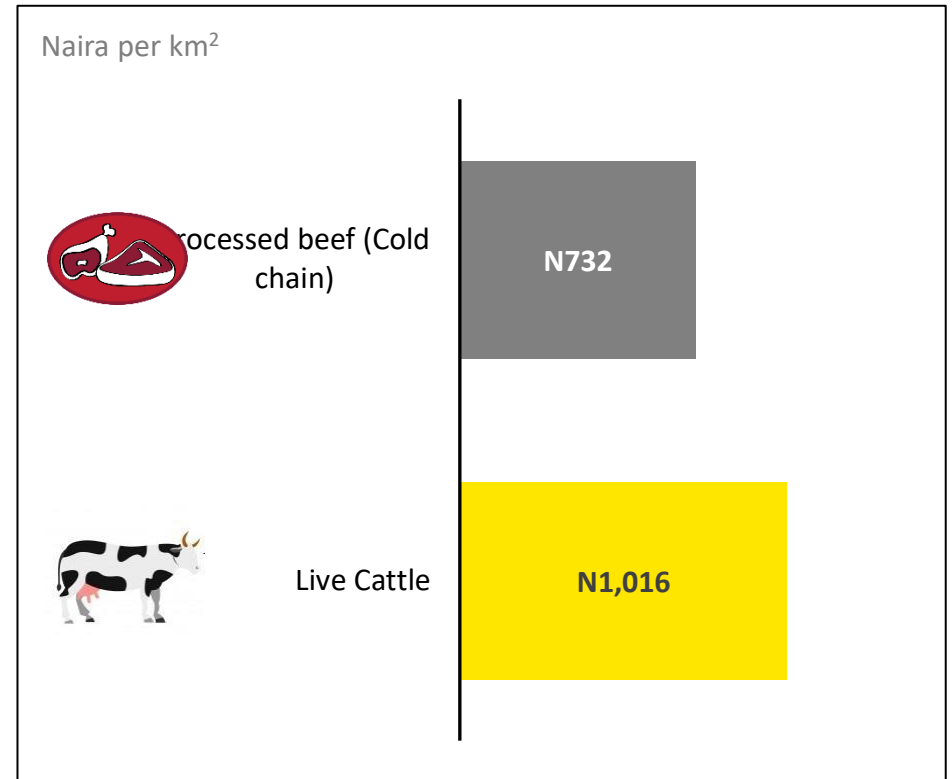 Naira per km²
rocessed beef (Cold
chain)
N732
Live Cattle
N1,016